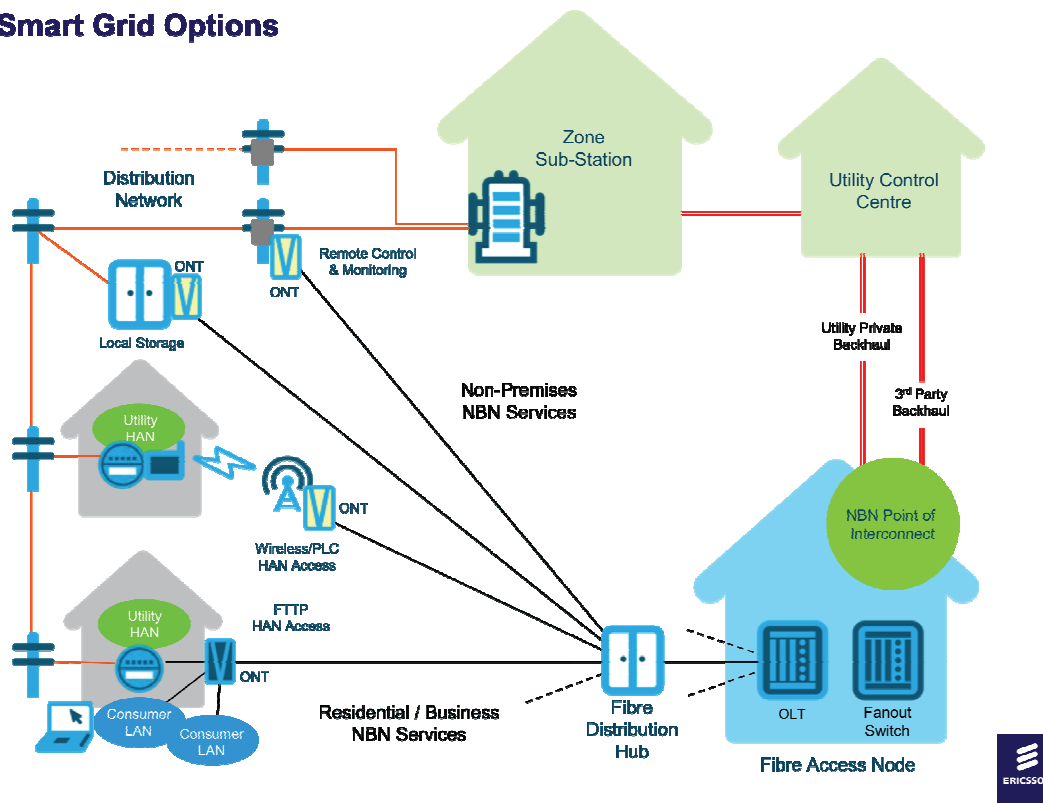 Smart Grid Options
Zone
Sub-Station
Utility Control
Centre
Distribution
Network
Remote Control
& Monitoring
ONT
ONT
Local Storage
Utility Private
Backhaul
3rd Party
Backhaul
Non-Premises
NBN Services
Utility
HAN
ONT
NBN Point of
Interconnect
Wireless/PLC
HAN Access
FTTP
HAN Access
Utility
HAN
ONT
Consumer
LAN
Consumer
LAN
Residential / Business
NBN Services
Fibre
Distribution
Hub
OLT
Fanout
Switch
Fibre Access Node
ERICSSO